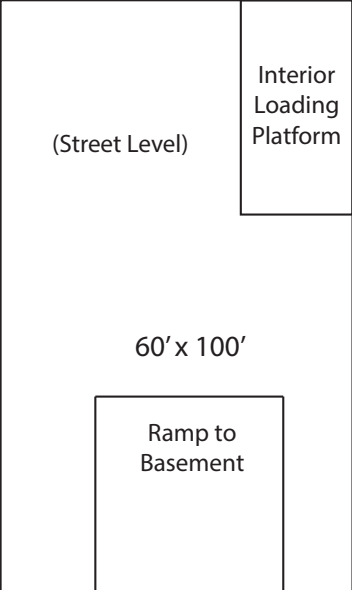 Interior
Loading
Platform
(Street Level)
60’ x 100’
Ramp to
Basement